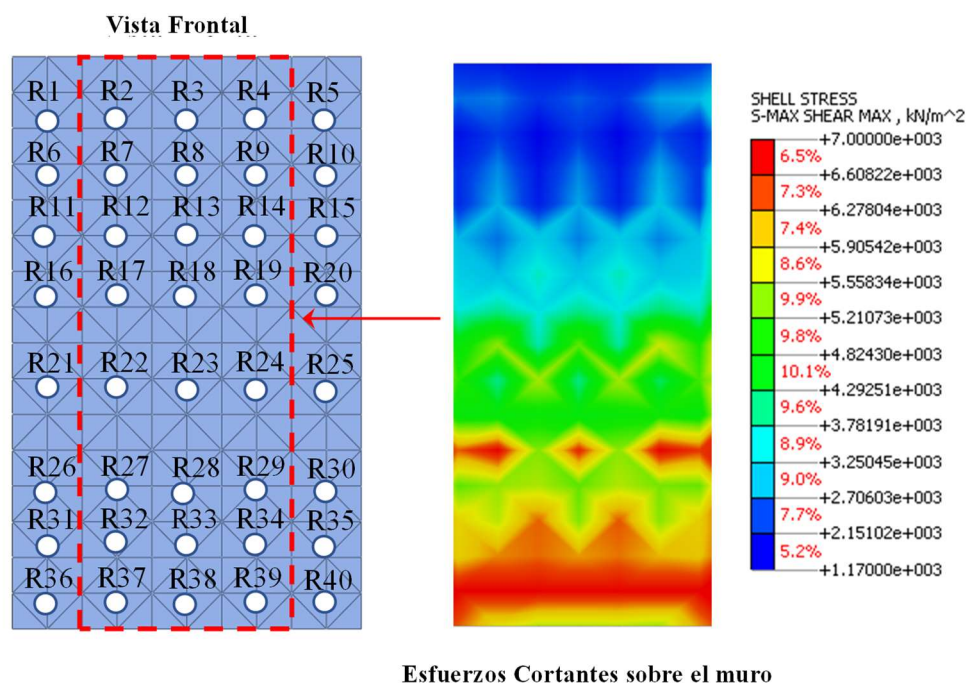 Vista Frontal
R1 R2 R3 R4 R5
R6 R7 R8 R9 R10
R11 R12 R13 R14 R15
R16 R17 R18 R19 R20
R21 R22 R23 R24 R25
R26 R27 R28 R29 R30
R31 R32 R33 R34 R35
R36 R37 R38 R39 R40
SHELL STRESS
S-MAX SHEAR MAX , kN/m^2
+7.00000e+003
6.5%
+6.60822e+003
7.3%
+6.27804e+003
7.4%
+5.90542e+003
8.6%
+5.55834e+003
9.9%
+5.21073e+003
9.8%
+4.82430e+003
10.1%
+4.29251e+003
9.6%
+3.78191e+003
8.9%
+3.25045e+003
9.0%
+2.70603e+003
7.7%
+2.15102e+003
5.2%
+1.17000e+003
Esfuerzos Cortantes sobre el muro